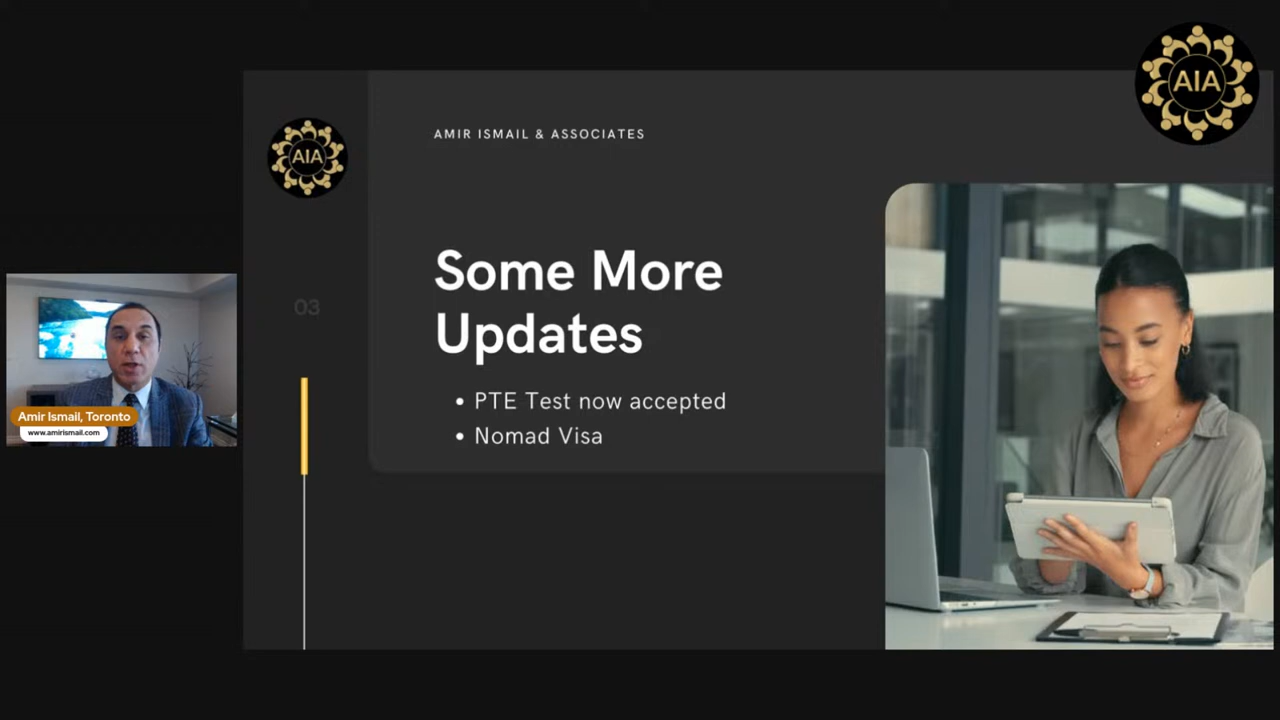 AIA
AIA
AMIR ISMAIL & ASSOCIATES
03
Some More
Updates
• PTE Test now accepted
• Nomad Visa
Amir Ismail, Toronto
www.amirismail.com